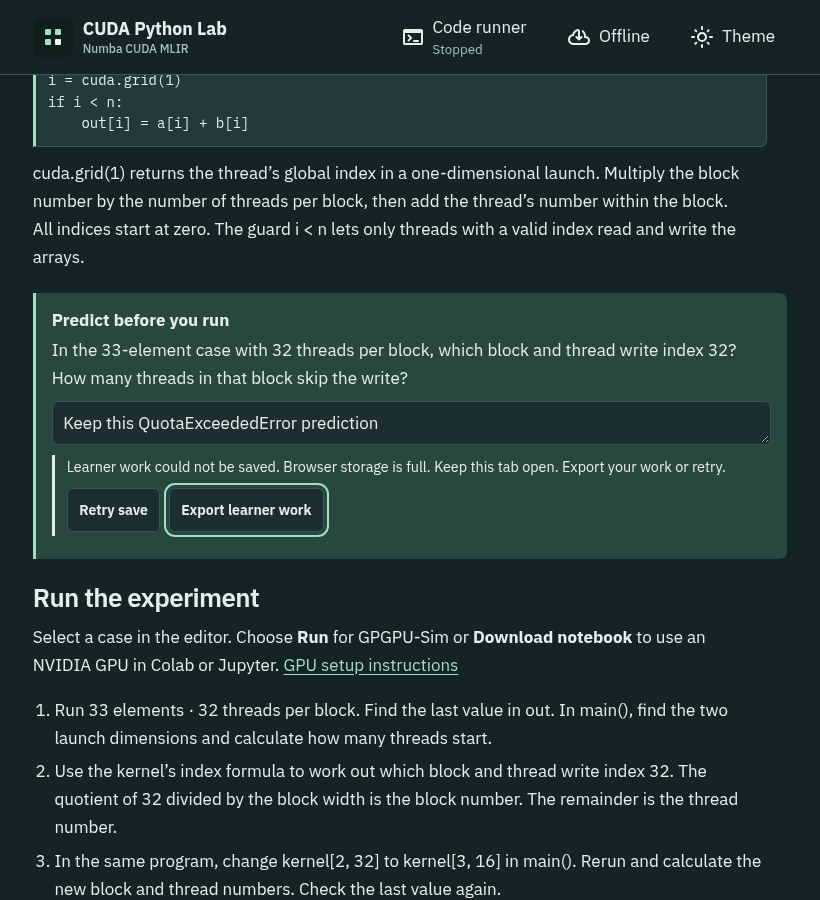 CUDA Python Lab
Numba CUDA MLIR
Code runner
Stopped
Offline
Theme
i = cuda.grid(1)
if i < n:
    out[i] = a[i] + b[i]
cuda.grid(1) returns the thread’s global index in a one-dimensional launch. Multiply the block
number by the number of threads per block, then add the thread’s number within the block.
All indices start at zero. The guard i < n lets only threads with a valid index read and write the
arrays.
Predict before you run
In the 33-element case with 32 threads per block, which block and thread write index 32?
How many threads in that block skip the write?
Keep this QuotaExceededError prediction
Learner work could not be saved. Browser storage is full. Keep this tab open. Export your work or retry.
Retry save
Export learner work
Run the experiment
Select a case in the editor. Choose Run for GPGPU-Sim or Download notebook to use an
NVIDIA GPU in Colab or Jupyter. GPU setup instructions
1. Run 33 elements · 32 threads per block. Find the last value in out. In main(), find the two
launch dimensions and calculate how many threads start.
2. Use the kernel’s index formula to work out which block and thread write index 32. The
quotient of 32 divided by the block width is the block number. The remainder is the thread
number.
3. In the same program, change kernel[2, 32] to kernel[3, 16] in main(). Rerun and calculate the
new block and thread numbers. Check the last value again.